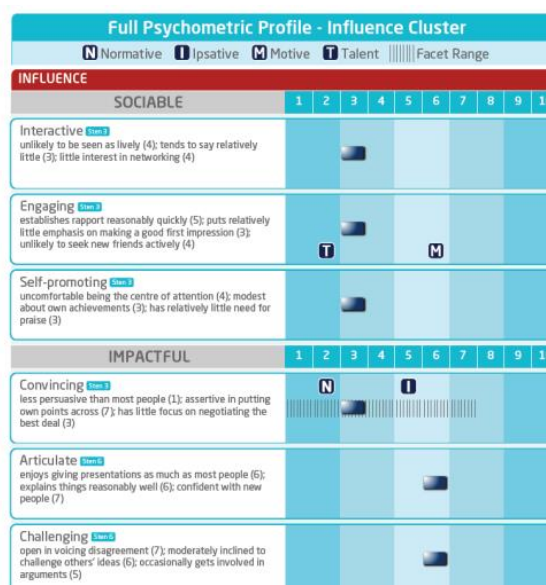 Full Psychometric Profile - Influence Cluster
N Normative I Ipsative M Motive T Talent Facet Range
INFLUENCE
SOCIABLE 1 2 3 4 5 6 7 8 9 1
Interactive Sten 3
unlikely to be seen as lively (4); tends to say relatively
little (3); little interest in networking (4)
Engaging Sten 3
establishes rapport reasonably quickly (5); puts relatively
little emphasis on making a good first impression (3);
unlikely to seek new friends actively (4)
T M
Self-promoting Sten 3
uncomfortable being the centre of attention (4); modest
about own achievements (3); has relatively little need for
praise (3)
IMPACTFUL 1 2 3 4 5 6 7 8 9 1
Convincing Sten 3
less persuasive than most people (1); assertive in putting
own points across (7); has little focus on negotiating the
best deal (3)
N I
Articulate Sten 6
enjoys giving presentations as much as most people (6);
explains things reasonably well (6); confident with new
people (7)
Challenging Sten 6
open in voicing disagreement (7); moderately inclined to
challenge others' ideas (6); occasionally gets involved in
arguments (5)